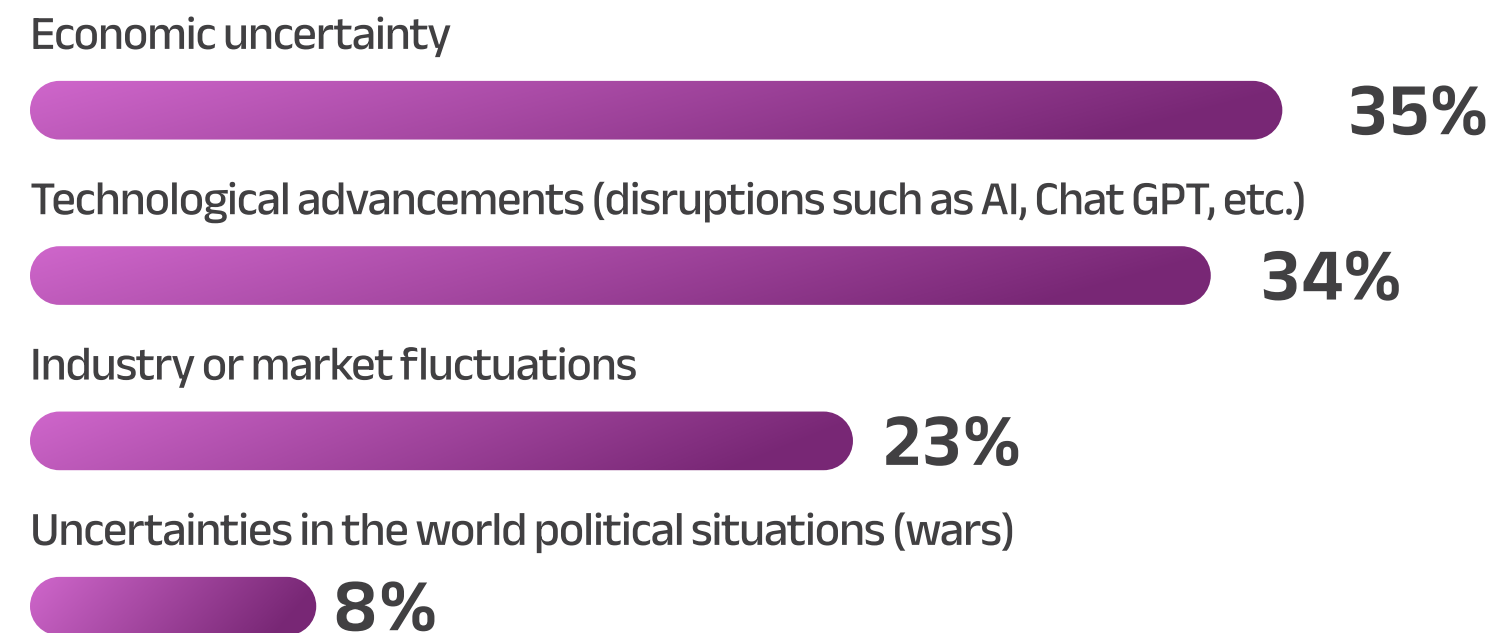 Economic uncertainty
35%
Technological advancements (disruptions such as AI, Chat GPT, etc.)
34%
Industry or market fluctuations
23%
Uncertainties in the world political situations (wars)
8%